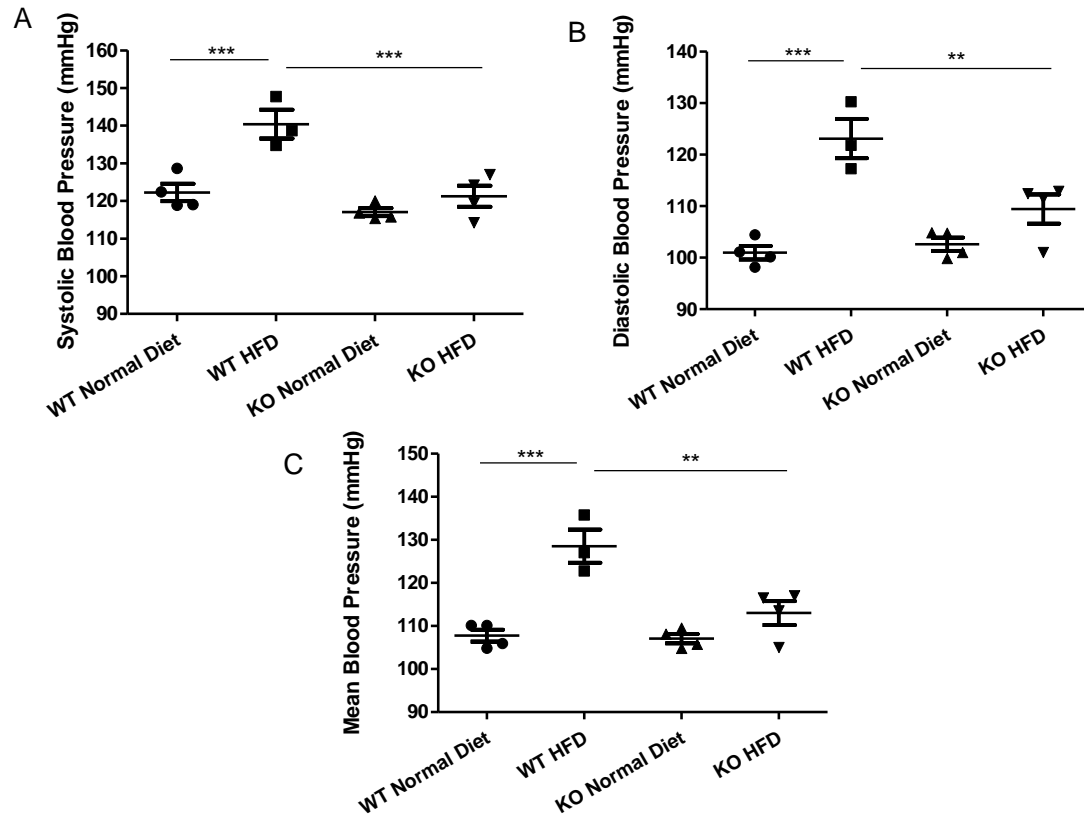 A
Systolic Blood Pressure (mmHg)
160
150
140
130
120
110
100
90
***
***
WT Normal Diet
WT HFD
KO Normal Diet
KO HFD
B
Diastolic Blood Pressure (mmHg)
140
130
120
110
100
90
***
**
WT Normal Diet
WT HFD
KO Normal Diet
KO HFD
C
Mean Blood Pressure (mmHg)
150
140
130
120
110
100
90
***
**
WT Normal Diet
WT HFD
KO Normal Diet
KO HFD